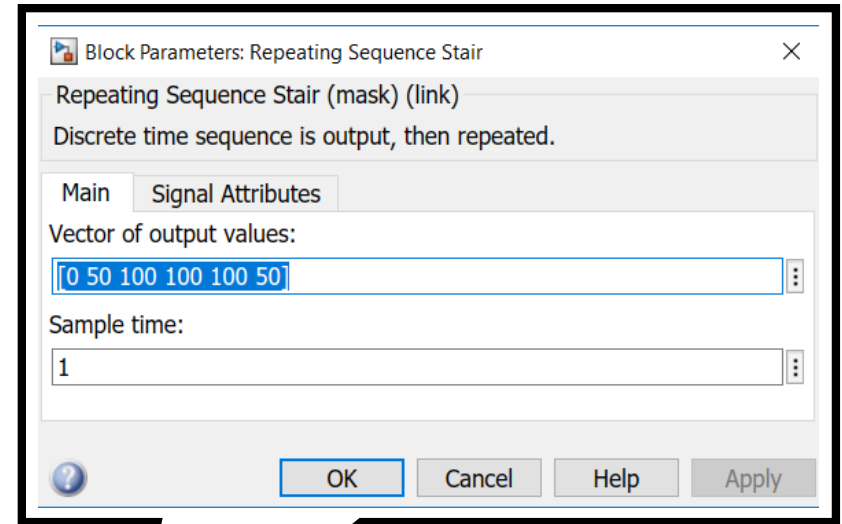 Block Parameters: Repeating Sequence Stair
Repeating Sequence Stair (mask) (link)
Discrete time sequence is output, then repeated.
Main Signal Attributes
Vector of output values:
[0 50 100 100 100 50]
Sample time:
1
? OK Cancel Help Apply